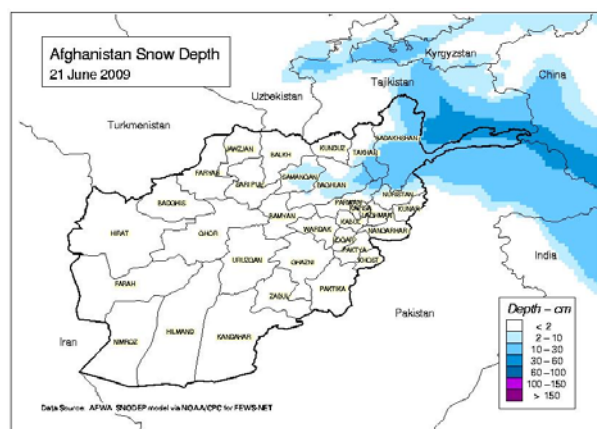 Afghanistan Snow Depth
21 June 2009
Kyrgyzstan
China
Uzbekistan
Tajikistan
Turkmenistan
JAWZJAN
BALKH
KUNDUZ
TAKHAR
BADAKHSHAN
FARYAB
SARI PUL
SAMANGAN
BAGHLAN
BADGHIS
BAMYAN
PARWAN
NURISTAN
KUNAR
LAGHMAN
KABUL
HIRAT
GHOR
WARDAK
NANGARHAR
LOGAR
PAKTYA
KHOST
URUZGAN
GHAZNI
India
FARAH
ZABUL
PAKTIKA
Pakistan
Iran
NIMROZ
HILMAND
KANDAHAR
Depth – cm
< 2
2 – 10
10 – 30
30 – 60
60 – 100
100 – 150
> 150
Data Source: AFWA SNODEP model via NOAA/CPC for FEWS-NET